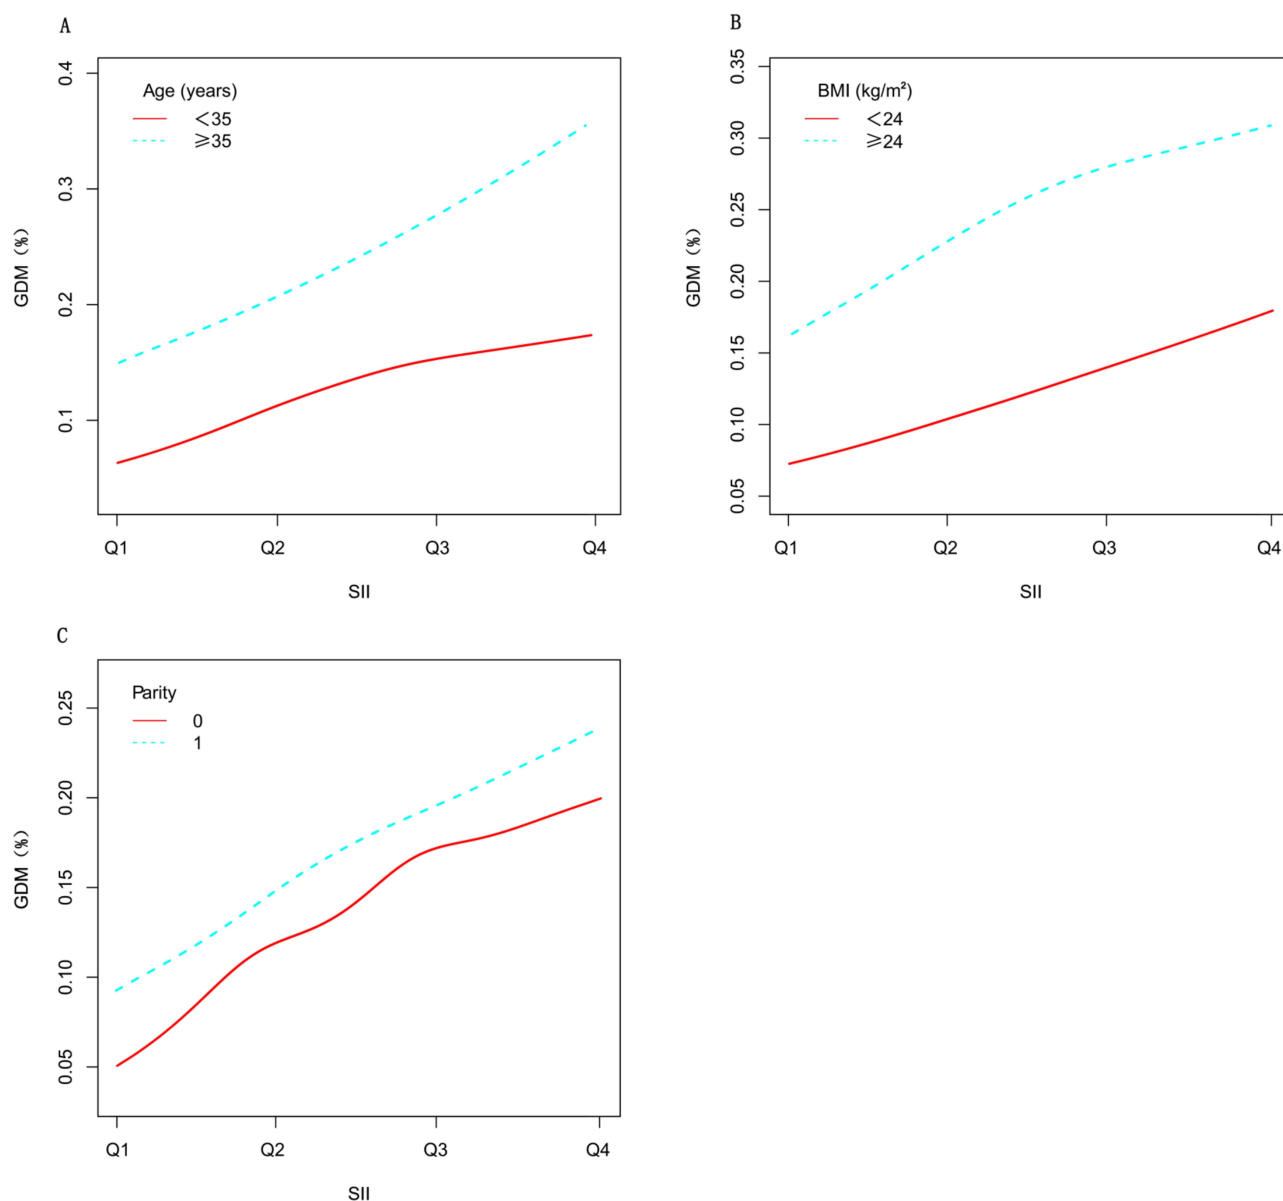 A
Age (years)
<35
≥35
0.4
0.3
0.2
0.1
GDM (%)
Q1 Q2 Q3 Q4
SII
B
BMI (kg/m²)
<24
≥24
0.35
0.30
0.25
0.20
0.15
0.10
0.05
GDM (%)
Q1 Q2 Q3 Q4
SII
C
Parity
0
1
0.25
0.20
0.15
0.10
0.05
GDM (%)
Q1 Q2 Q3 Q4
SII